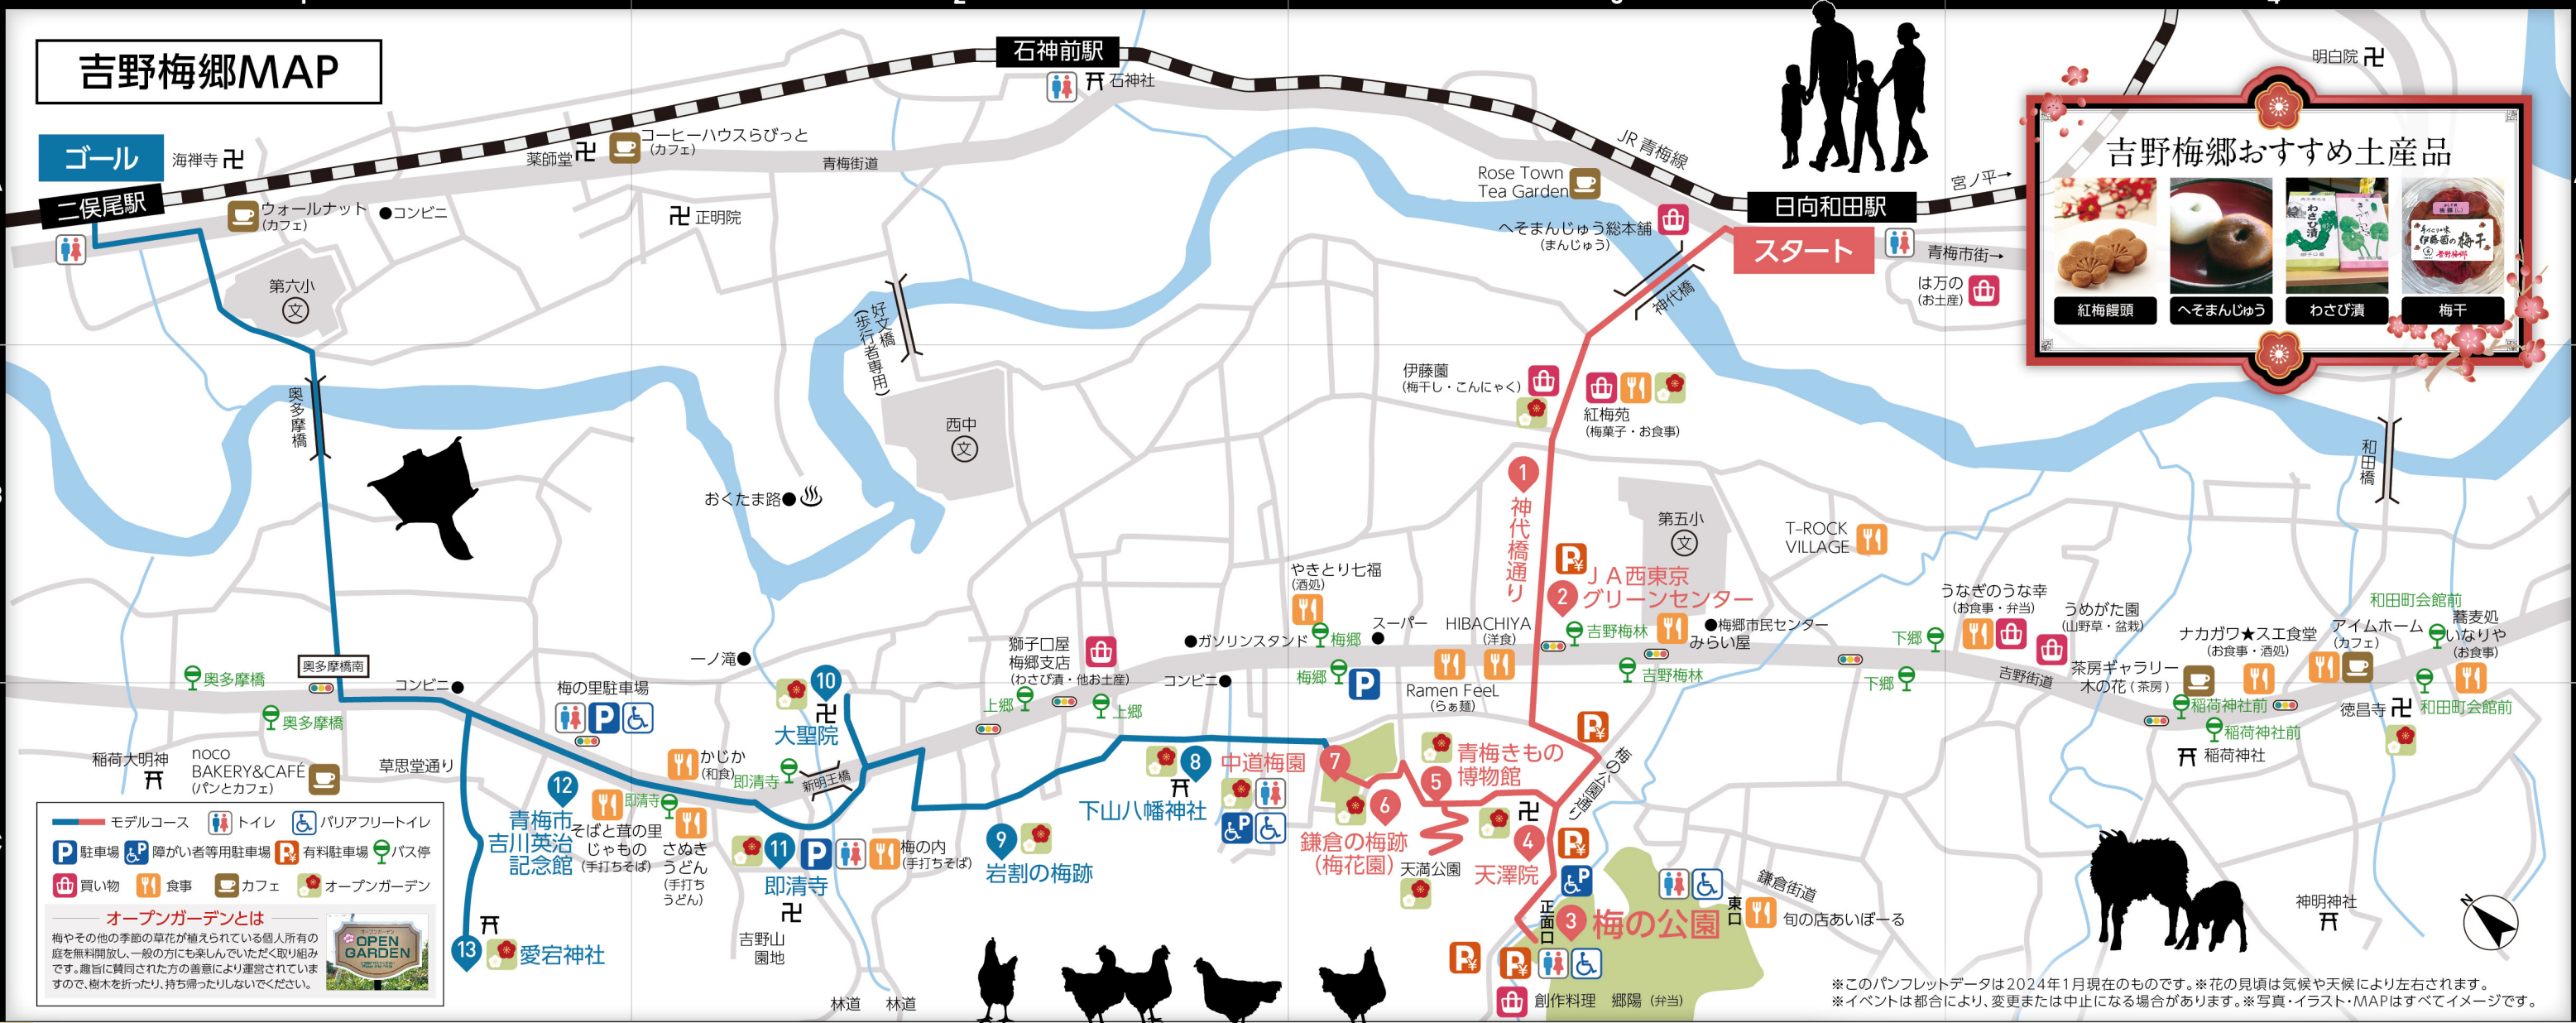 吉野梅郷MAP
ゴール
二俣尾駅
海禅寺
ウォールナット
(カフェ)
コンビニ
第六小
文
薬師堂
コーヒーハウスらびっと
(カフェ)
青梅街道
正明院
石神前駅
石神社
JR 青梅線
Rose Town
Tea Garden
へそまんじゅう総本舗
(まんじゅう)
日向和田駅
スタート
宮ノ平→
青梅市街→
は万の
(お土産)
神代橋
明白院
吉野梅郷おすすめ土産品
紅梅饅頭
へそまんじゅう
わさび漬
梅干
奥多摩橋
好文橋
(歩行者専用)
西中
文
おくたま路
伊藤園
(梅干し・こんにゃく)
紅梅苑
(梅菓子・お食事)
1
神代橋通り
第五小
文
T-ROCK
VILLAGE
和田橋
2
JA西東京
グリーンセンター
やきとり七福
(酒処)
梅郷
スーパー
HIBACHIYA
(洋食)
吉野梅林
みらい屋
梅郷市民センター
ガソリンスタンド
梅郷
Ramen FeeL
(らぁ麺)
吉野梅林
下郷
下郷
うなぎのうな幸
(お食事・弁当)
うめがた園
(山野草・盆栽)
吉野街道
茶房ギャラリー
木の花(茶房)
ナカガワ★スエ食堂
(お食事・酒処)
アイムホーム
(カフェ)
和田町会館前
蕎麦処
いなりや
(お食事)
稲荷神社前
稲荷神社前
稲荷神社
徳昌寺
和田町会館前
奥多摩橋南
奥多摩橋
奥多摩橋
コンビニ
一ノ滝
獅子口屋
梅郷支店
(わさび漬・他お土産)
上郷
上郷
コンビニ
梅の里駐車場
10
大聖院
稲荷大明神
noco
BAKERY&CAFÉ
(パンとカフェ)
草思堂通り
かじか
(和食)
即清寺
新明王橋
12
青梅市
吉川英治
記念館
即清寺
そばと茸の里
じゃもの
(手打ちそば)
さぬき
うどん
(手打ち
うどん)
11
即清寺
梅の内
(手打ちそば)
吉野山
園地
林道
林道
9
岩割の梅跡
8
下山八幡神社
中道梅園
7
6
鎌倉の梅跡
(梅花園)
5
青梅きもの
博物館
天満公園
4
天澤院
梅の公園通り
正面口
3
梅の公園
東口
鎌倉街道
旬の店あいぼーる
創作料理 郷陽(弁当)
神明神社
13
愛宕神社
モデルコース
トイレ
バリアフリートイレ
駐車場
障がい者等用駐車場
有料駐車場
バス停
買い物
食事
カフェ
オープンガーデン
オープンガーデンとは
梅やその他の季節の草花が植えられている個人所有の
庭を無料開放し、一般の方にも楽しんでいただく取り組み
です。趣旨に賛同された方の善意により運営されていま
すので、樹木を折ったり、持ち帰ったりしないでください。
OPEN
GARDEN
※このパンフレットデータは2024年1月現在のものです。※花の見頃は気候や天候により左右されます。
※イベントは都合により、変更または中止になる場合があります。※写真・イラスト・MAPはすべてイメージです。